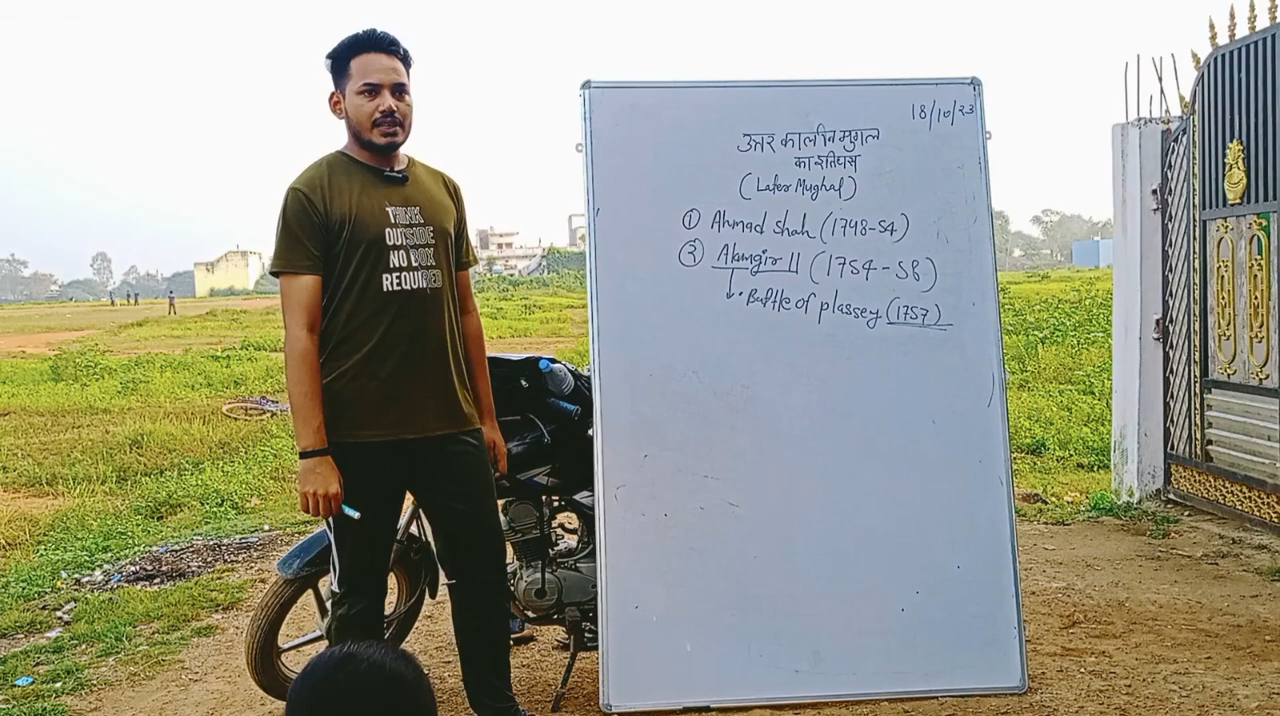 THINK
OUTSIDE
NO BOX
REQUIRED
18/10/23
उत्तर कालीन मुगल
का इतिहास
(Later Mughal)
① Ahmad shah (1748-54)
② Alamgir II (1754-58)
• Battle of plassey (1757)